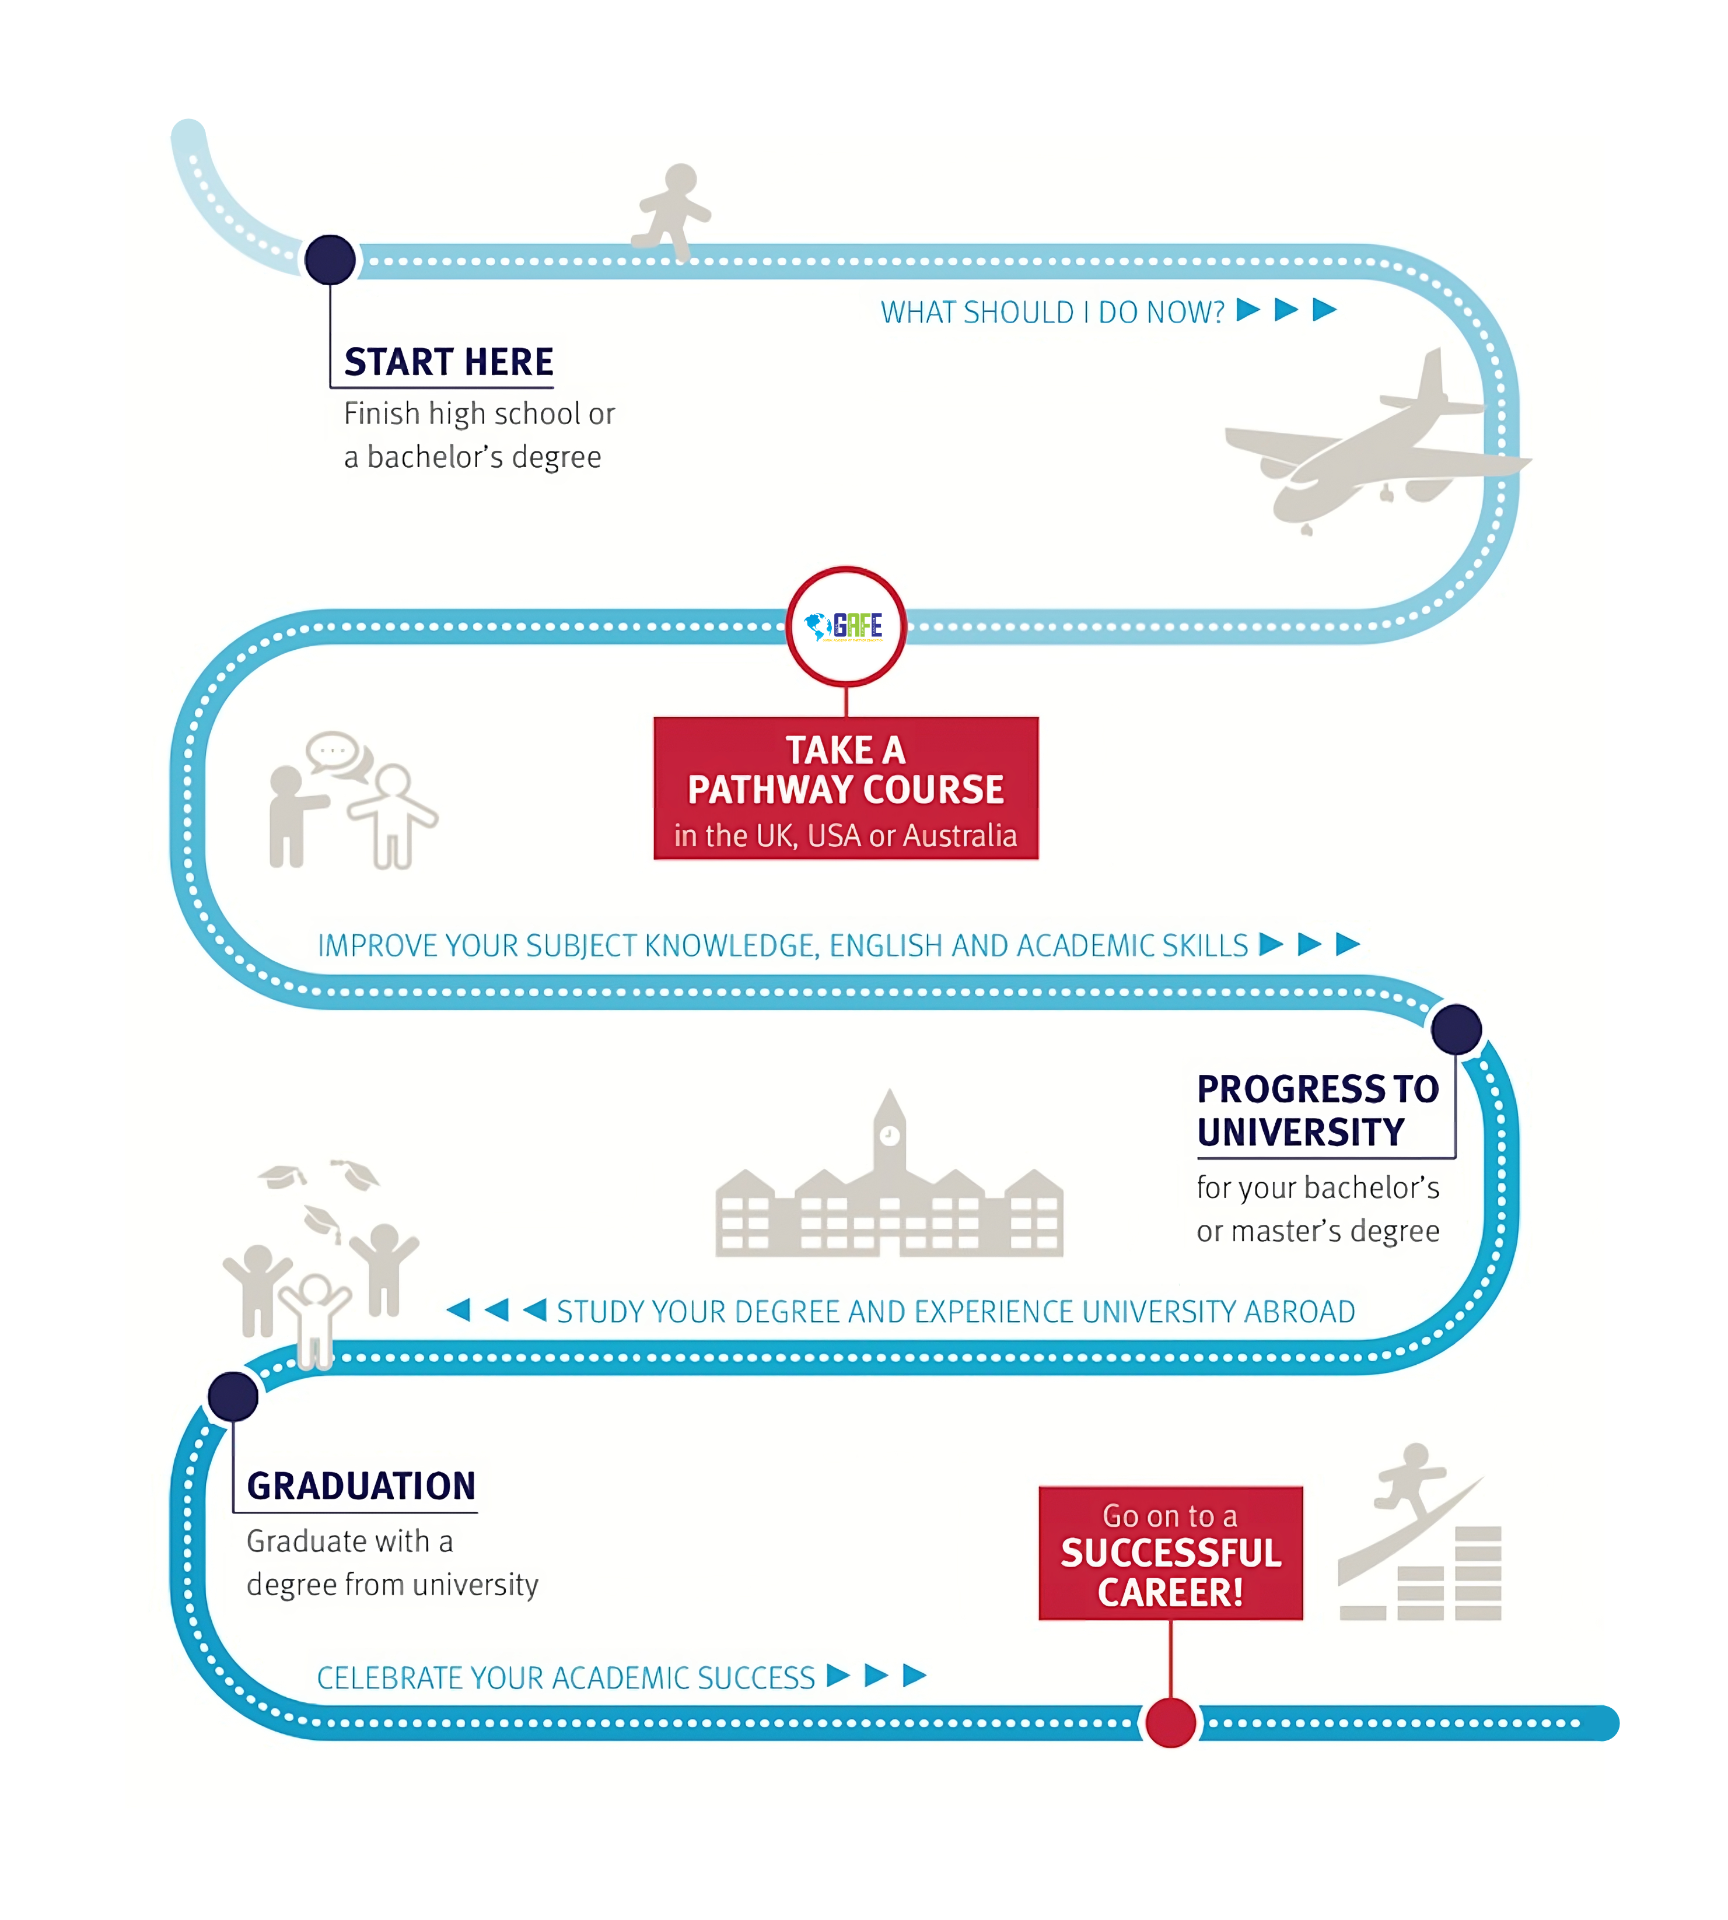 WHAT SHOULD I DO NOW?
START HERE
Finish high school or
a bachelor's degree
GAFE
TAKE A
PATHWAY COURSE
in the UK, USA or Australia
IMPROVE YOUR SUBJECT KNOWLEDGE, ENGLISH AND ACADEMIC SKILLS
PROGRESS TO
UNIVERSITY
for your bachelor's
or master's degree
STUDY YOUR DEGREE AND EXPERIENCE UNIVERSITY ABROAD
GRADUATION
Graduate with a
degree from university
Go on to a
SUCCESSFUL
CAREER!
CELEBRATE YOUR ACADEMIC SUCCESS